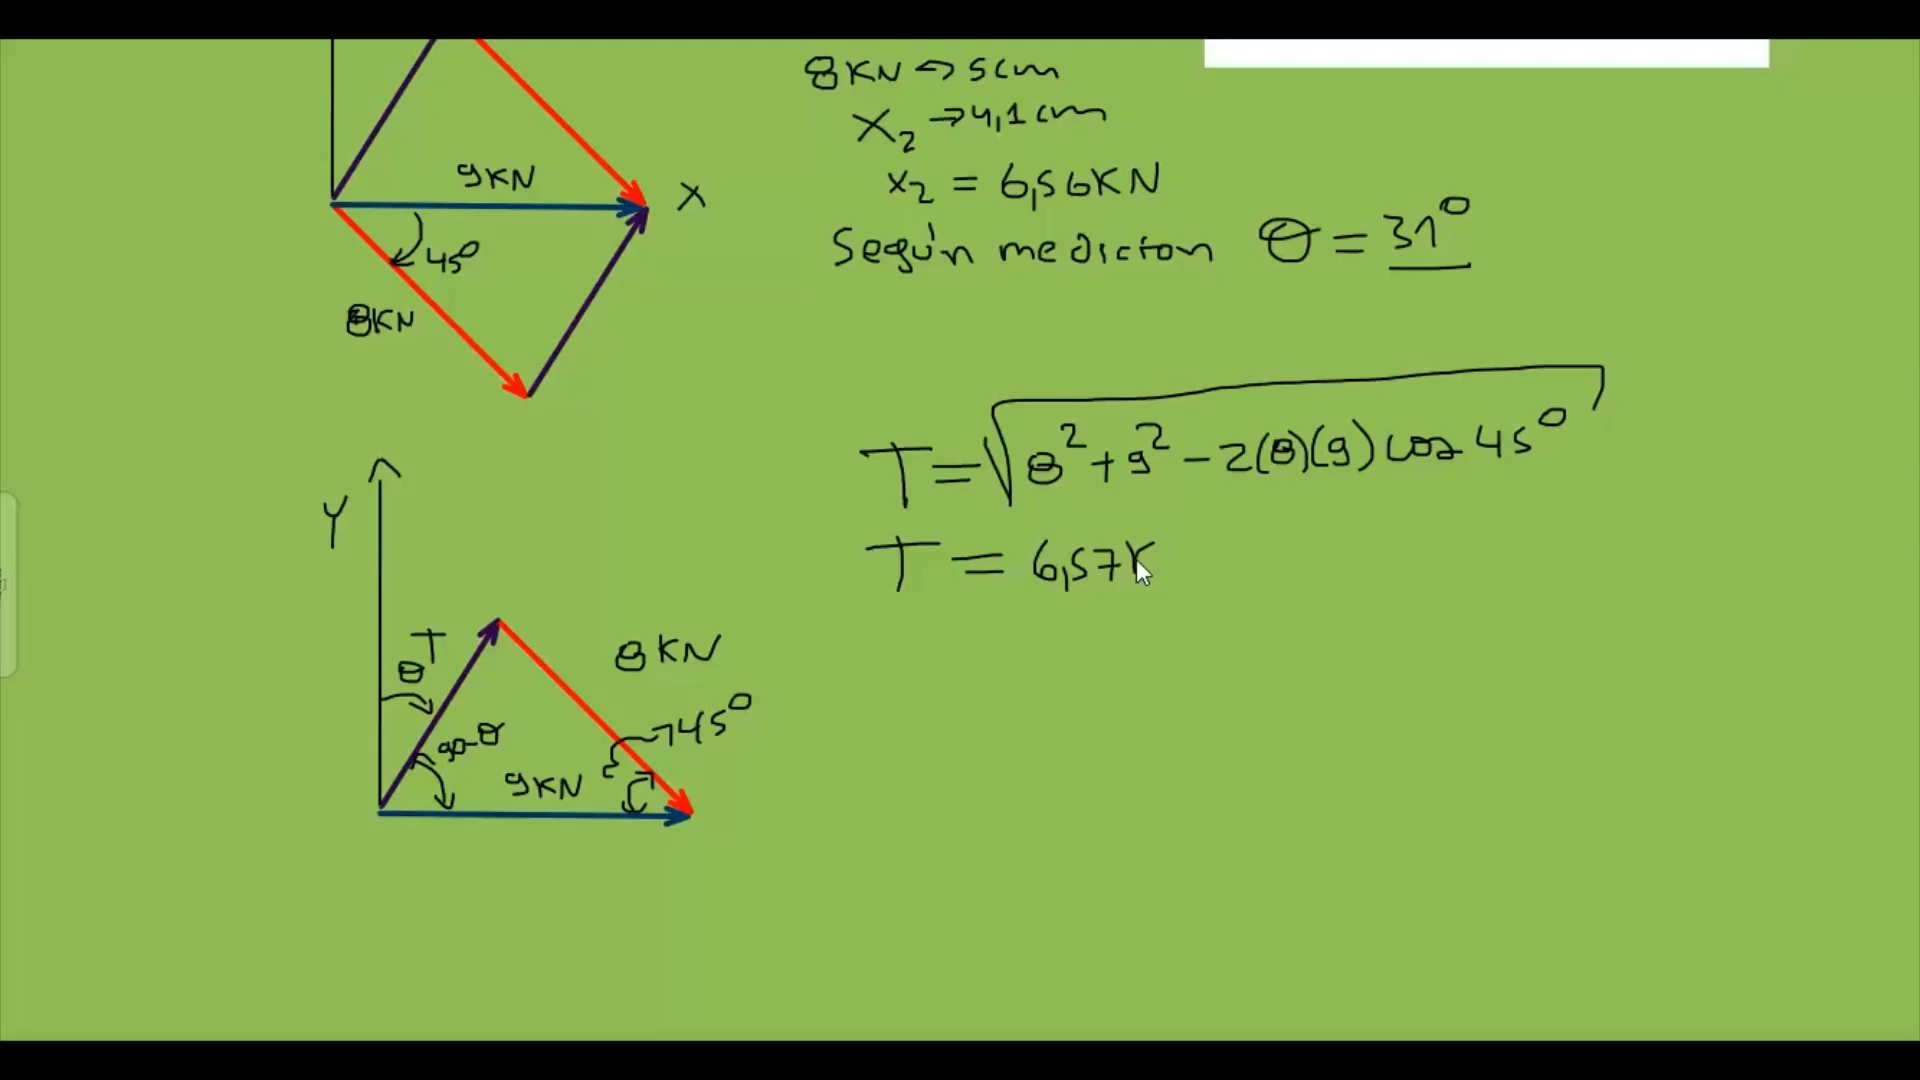 8KN → 5cm
X₂ → 4,1cm
x₂ = 6,56KN
Según medicion θ = 31°
9KN
X
45°
8KN
T = √8² + 9² - 2(8)(9) cos 45°
T = 6,57K
Y
T
θ
8KN
45°
90-θ
9KN